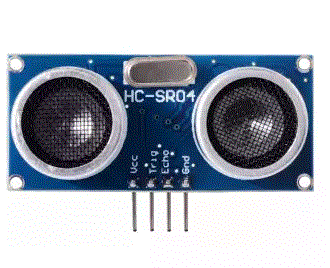 HC-SR04
Vcc
Trig
Echo
Gnd